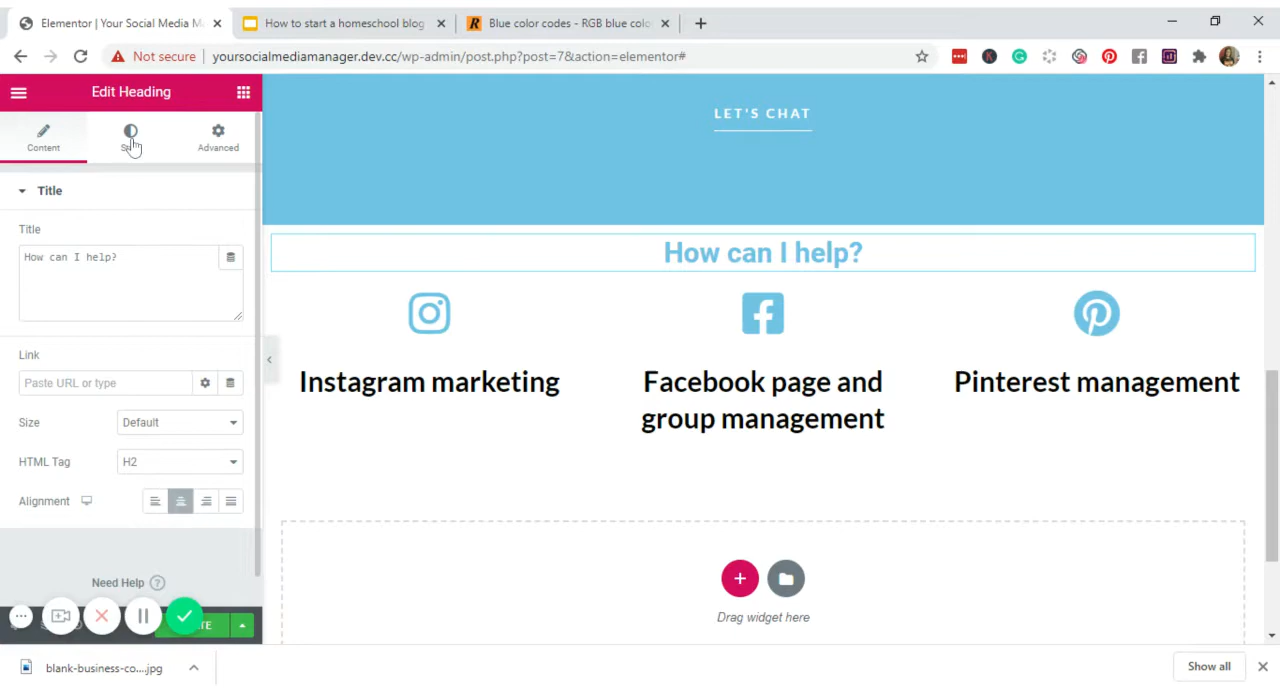 Elementor | Your Social Media M
How to start a homeschool blog
Blue color codes - RGB blue colo
Not secure
yoursocialmediamanager.dev.cc/wp-admin/post.php?post=7&action=elementor#
Edit Heading
Content
Advanced
Title
Title
How can I help?
Link
Paste URL or type
Size
Default
HTML Tag
H2
Alignment
Need Help
LET'S CHAT
How can I help?
Instagram marketing
Facebook page and
group management
Pinterest management
Drag widget here
blank-business-co....jpg
Show all